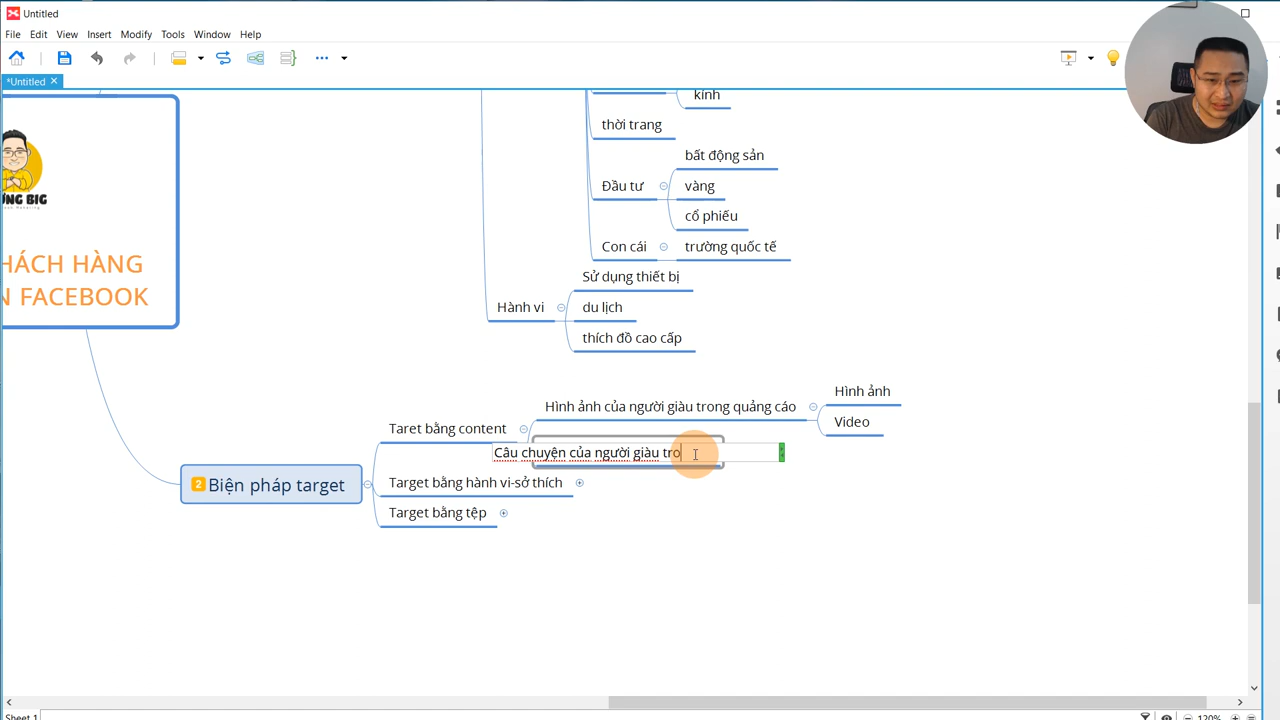 Untitled
File Edit View Insert Modify Tools Window Help
*Untitled
kính
thời trang
bất động sản
Đầu tư
vàng
cổ phiếu
Con cái
trường quốc tế
Sử dụng thiết bị
Hành vi
du lịch
thích đồ cao cấp
NG BIG
HÁCH HÀNG
N FACEBOOK
Hình ảnh
Hình ảnh của người giàu trong quảng cáo
Video
Taret bằng content
Câu chuyện của người giàu tro
2 Biện pháp target
Target bằng hành vi-sở thích
Target bằng tệp
Sheet 1
120%